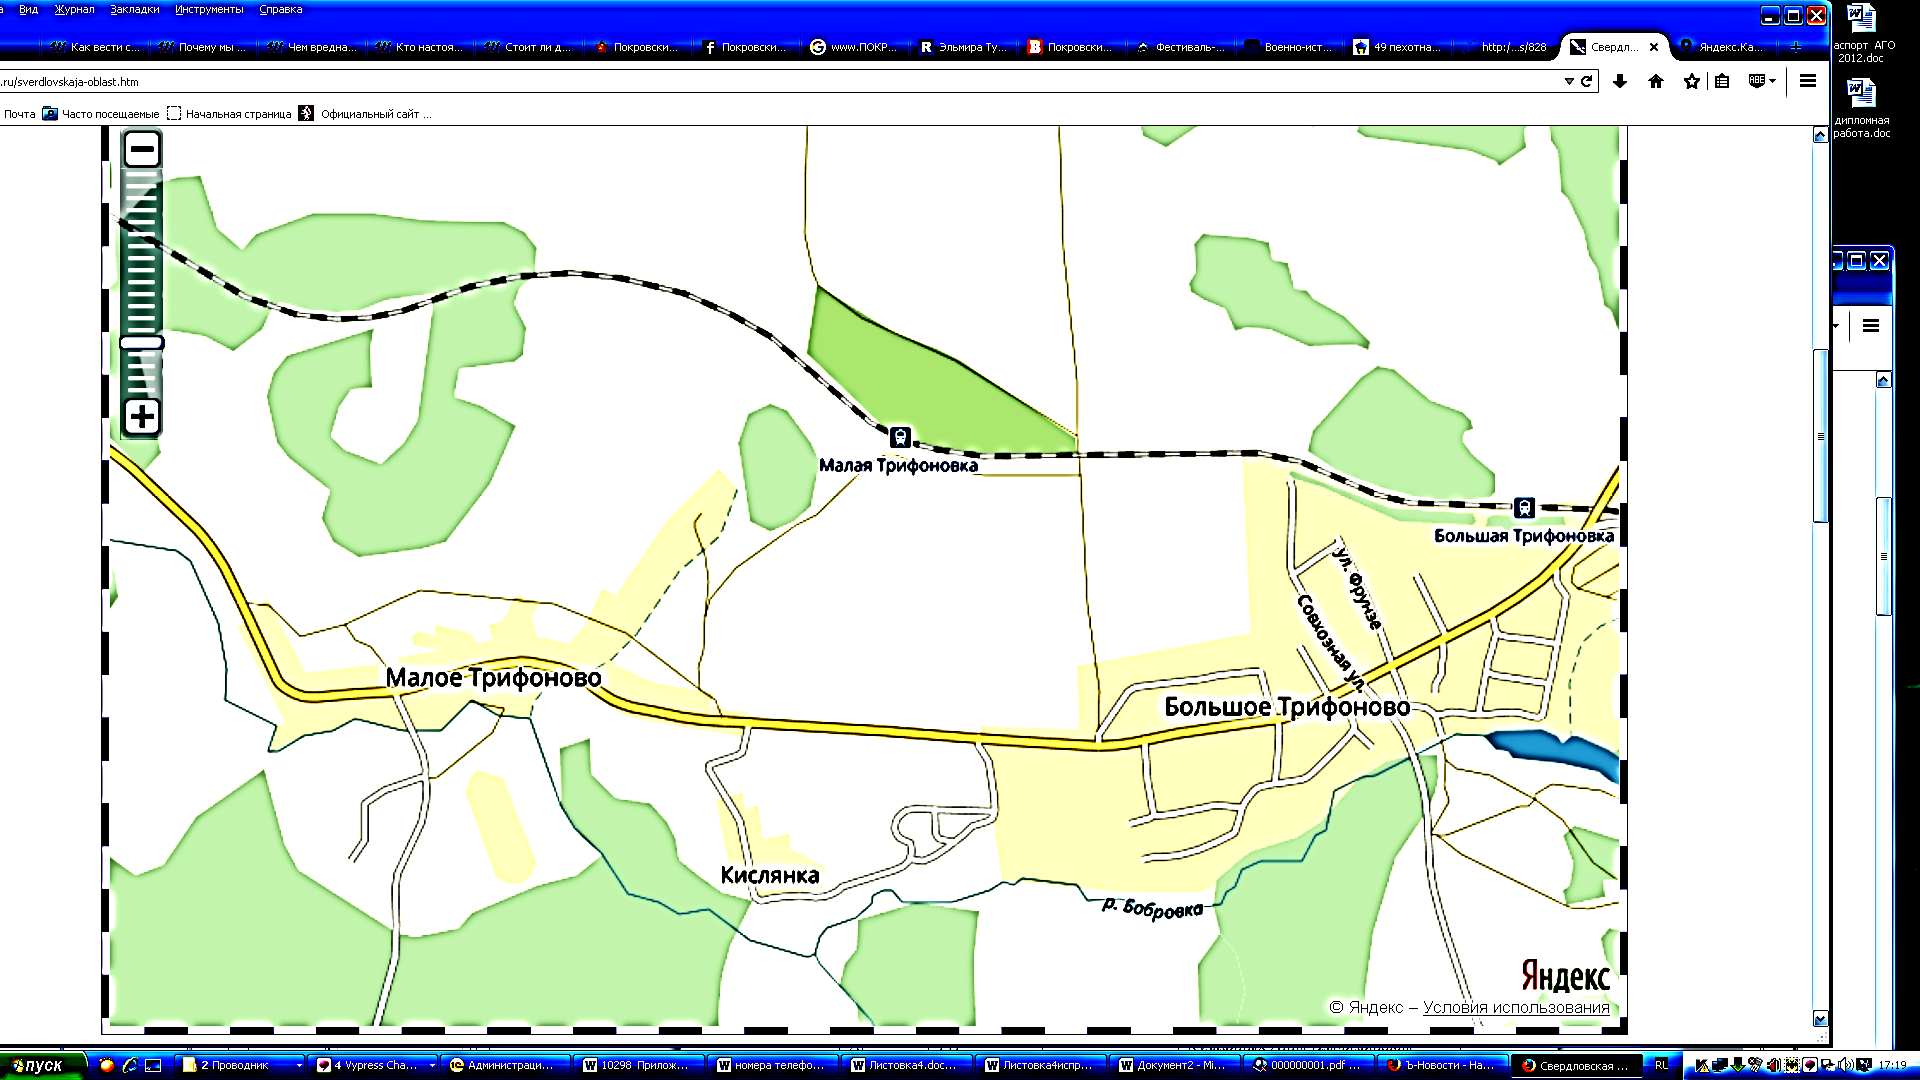 Вид Журнал Закладки Инструменты Справка
Как вести с... Почему мы ... Чем вредна... Кто настоя... Стоит ли д... Покровски... Покровски... www.ПОКР... Эльмира Ту... Покровски... Фестиваль-... Военно-ист... 49 пехотна... http:/...s/828 Свердл... Яндекс.Ка...
.ru/sverdlovskaja-oblast.htm
Почта Часто посещаемые Начальная страница Официальный сайт ...
аспорт АГО
2012.doc
дипломная
работа.doc
Малая Трифоновка
Большая Трифоновка
ул. Фрунзе
Совхозная ул.
Малое Трифоново
Большое Трифоново
Кислянка
р. Бобровка
Яндекс
© Яндекс – Условия использования
пуск 2 Проводник 4 Vypress Cha... Администраци... 10298 Прилож... номера телефо... Листовка4.doc... Листовка4испр... Документ2 - Mi... 000000001.pdf ... Ъ-Новости - На... Свердловская ... RU 17:19